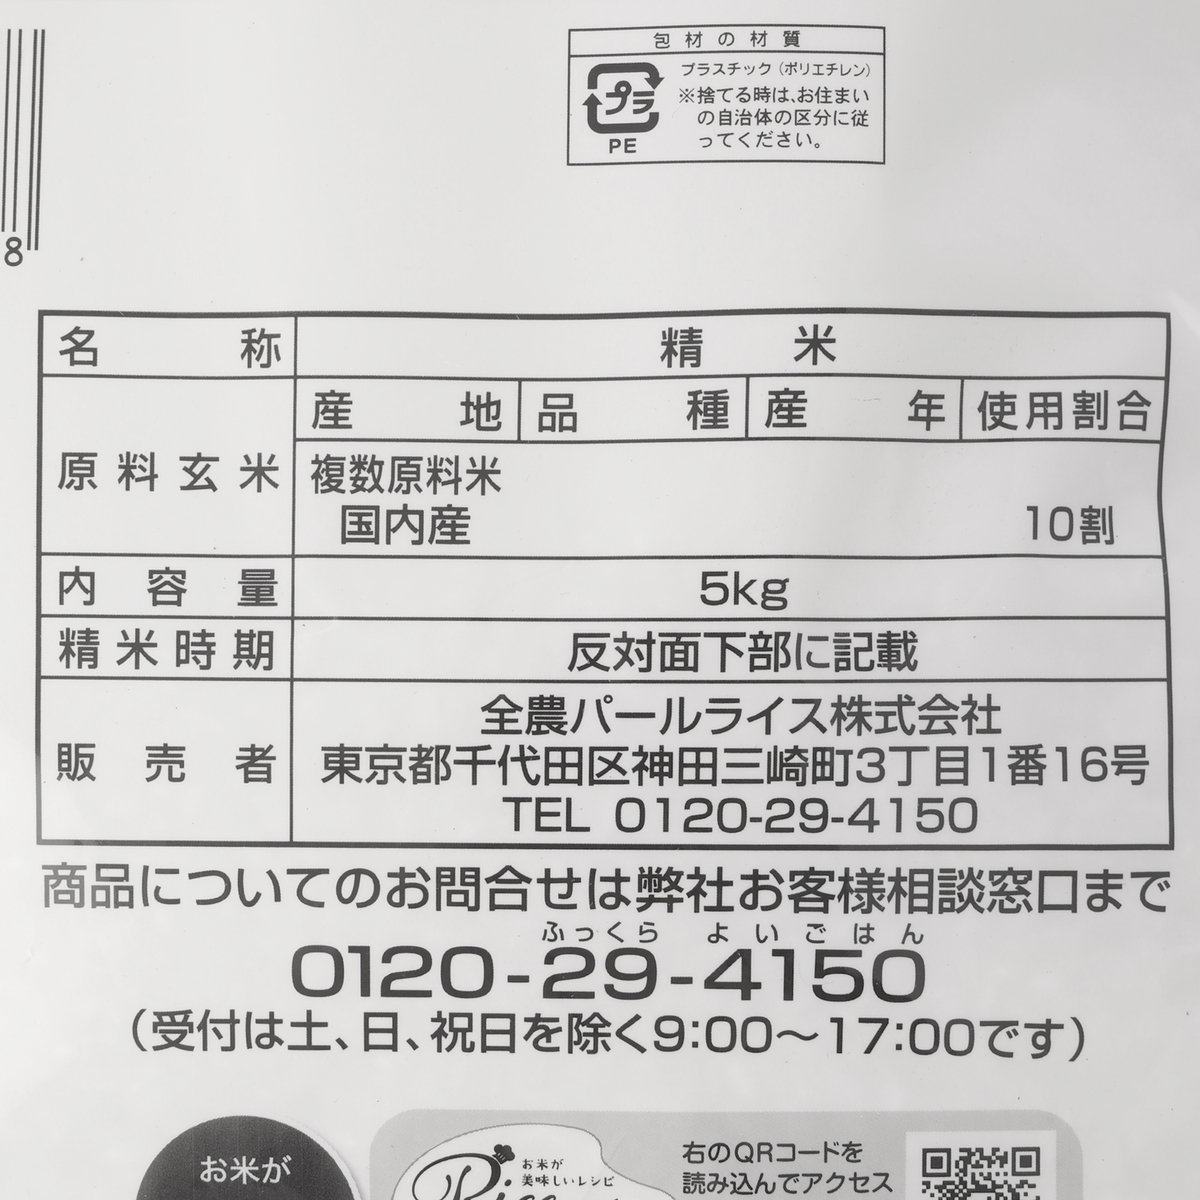 包材の材質
プラ
PE
プラスチック(ポリエチレン)
※捨てる時は、お住まい
の自治体の区分に従
ってください。
8
名称 精米
原料玄米 産地 品種 産年 使用割合
複数原料米
国内産 10割
内容量 5kg
精米時期 反対面下部に記載
販売者 全農パールライス株式会社
東京都千代田区神田三崎町3丁目1番16号
TEL 0120-29-4150
商品についてのお問合せは弊社お客様相談窓口まで
ふっくら よいごはん
0120-29-4150
(受付は土、日、祝日を除く9:00〜17:00です)
お米が
お米が
美味しいレシピ
右のQRコードを
読み込んでアクセス